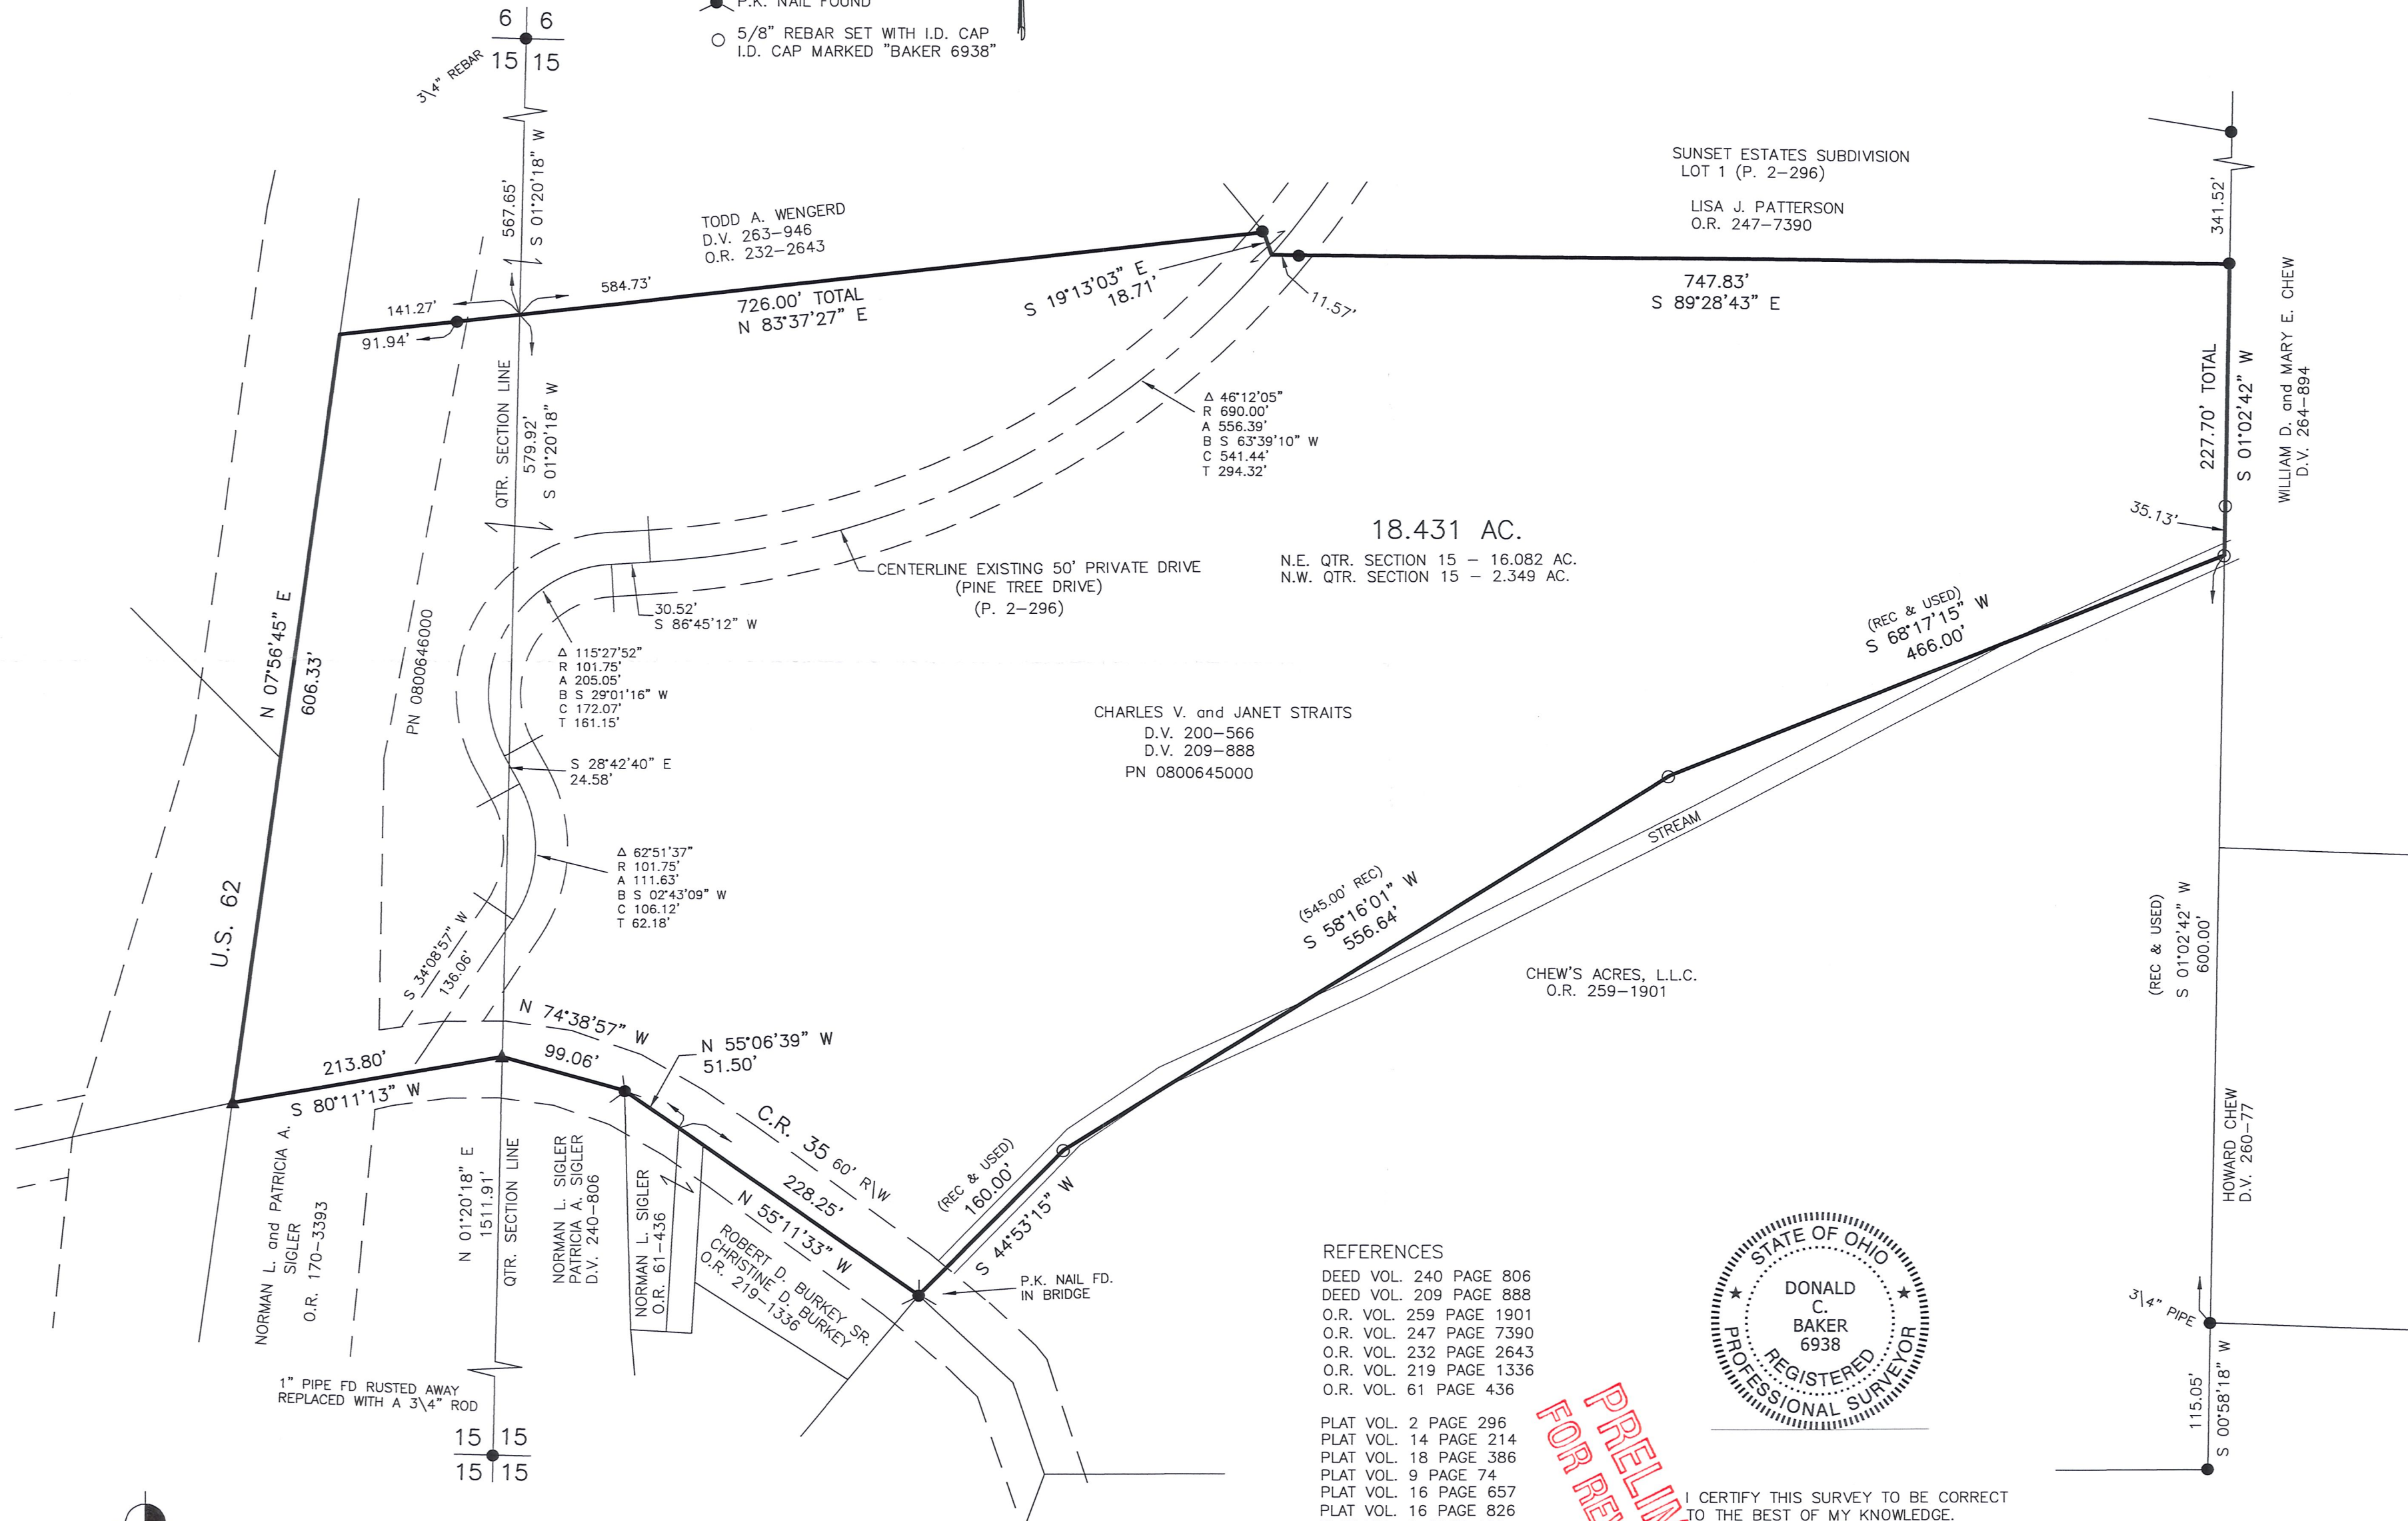 P.K. NAIL FOUND
5/8" REBAR SET WITH I.D. CAP
I.D. CAP MARKED "BAKER 6938"
6 6
15 15
3\4" REBAR
567.65'
S 01°20'18" W
TODD A. WENGERD
D.V. 263-946
O.R. 232-2643
SUNSET ESTATES SUBDIVISION
LOT 1 (P. 2-296)
LISA J. PATTERSON
O.R. 247-7390
341.52'
141.27'
91.94'
584.73'
726.00' TOTAL
N 83°37'27" E
S 19°13'03" E
18.71'
11.57'
747.83'
S 89°28'43" E
227.70' TOTAL
S 01°02'42" W
WILLIAM D. and MARY E. CHEW
D.V. 264-894
QTR. SECTION LINE
579.92'
S 01°20'18" W
Δ 46°12'05"
R 690.00'
A 556.39'
B S 63°39'10" W
C 541.44'
T 294.32'
35.13'
18.431 AC.
N.E. QTR. SECTION 15 - 16.082 AC.
N.W. QTR. SECTION 15 - 2.349 AC.
CENTERLINE EXISTING 50' PRIVATE DRIVE
(PINE TREE DRIVE)
(P. 2-296)
30.52'
S 86°45'12" W
N 07°56'45" E
606.33'
PN 0800646000
Δ 115°27'52"
R 101.75'
A 205.05'
B S 29°01'16" W
C 172.07'
T 161.15'
(REC & USED)
S 68°17'15" W
466.00'
CHARLES V. and JANET STRAITS
D.V. 200-566
D.V. 209-888
PN 0800645000
S 28°42'40" E
24.58'
STREAM
Δ 62°51'37"
R 101.75'
A 111.63'
B S 02°43'09" W
C 106.12'
T 62.18'
U.S. 62
(545.00' REC)
S 58°16'01" W
556.64'
S 34°08'57" W
136.06'
CHEW'S ACRES, L.L.C.
O.R. 259-1901
(REC & USED)
S 01°02'42" W
600.00'
213.80'
S 80°11'13" W
N 74°38'57" W
99.06'
N 55°06'39" W
51.50'
C.R. 35 60' R\W
228.25'
N 55°11'33" W
(REC & USED)
160.00'
S 44°53'15" W
NORMAN L. and PATRICIA A.
SIGLER
O.R. 170-3393
N 01°20'18" E
1511.91'
QTR. SECTION LINE
NORMAN L. SIGLER
PATRICIA A. SIGLER
D.V. 240-806
NORMAN L. SIGLER
O.R. 61-436
ROBERT D. BURKEY SR.
CHRISTINE D. BURKEY
O.R. 219-1336
P.K. NAIL FD.
IN BRIDGE
HOWARD CHEW
D.V. 260-77
REFERENCES
DEED VOL. 240 PAGE 806
DEED VOL. 209 PAGE 888
O.R. VOL. 259 PAGE 1901
O.R. VOL. 247 PAGE 7390
O.R. VOL. 232 PAGE 2643
O.R. VOL. 219 PAGE 1336
O.R. VOL. 61 PAGE 436
PLAT VOL. 2 PAGE 296
PLAT VOL. 14 PAGE 214
PLAT VOL. 18 PAGE 386
PLAT VOL. 9 PAGE 74
PLAT VOL. 16 PAGE 657
PLAT VOL. 16 PAGE 826
STATE OF OHIO
DONALD
C.
BAKER
6938
REGISTERED
PROFESSIONAL SURVEYOR
3\4" PIPE
115.05'
S 00°58'18" W
1" PIPE FD RUSTED AWAY
REPLACED WITH A 3\4" ROD
15 15
15 15
FOR
I CERTIFY THIS SURVEY TO BE CORRECT
TO THE BEST OF MY KNOWLEDGE.